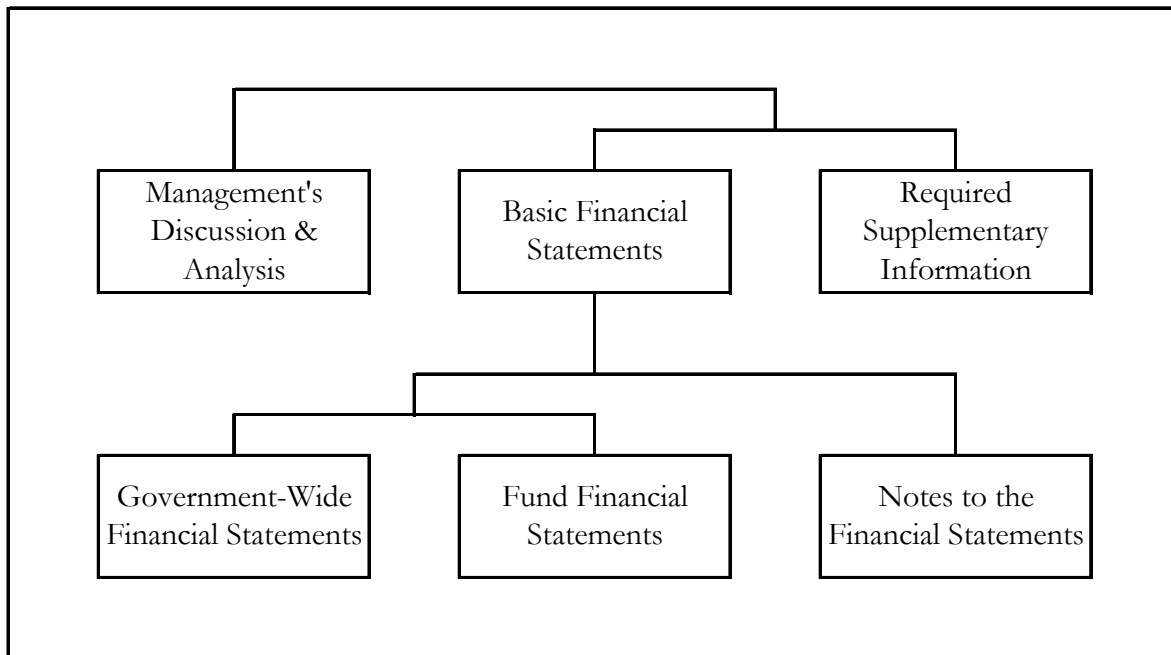 Management's
Discussion &
Analysis
Basic Financial
Statements
Required
Supplementary
Information
Government-Wide
Financial Statements
Fund Financial
Statements
Notes to the
Financial Statements